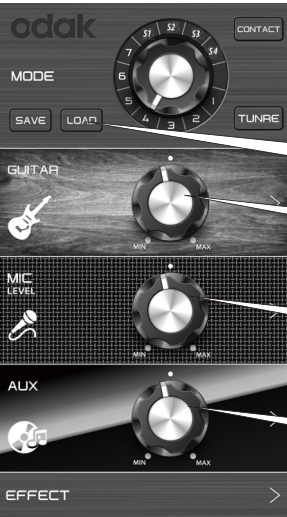 odak
CONTACT
S1 S2 S3 S4
7
MODE
6
5 4 3 2 1
SAVE LOAD
TUNRE
GUITAR
MIN MAX
MIC
LEVEL
MIN MAX
AUX
MIN MAX
EFFECT